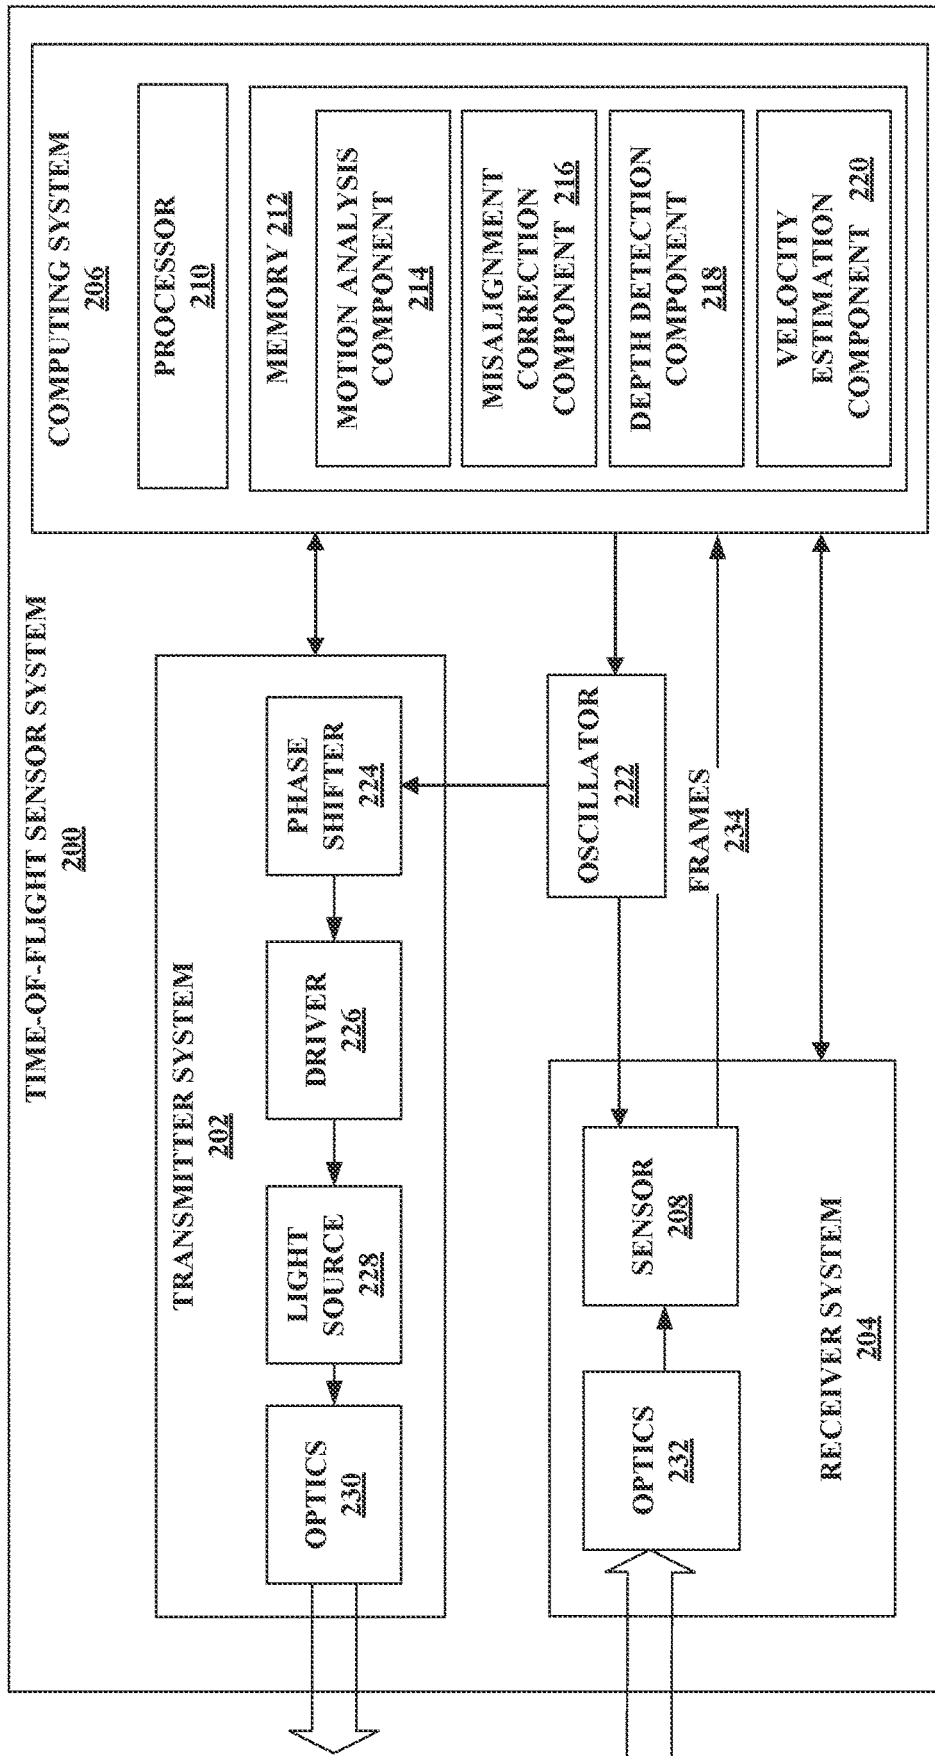 TIME-OF-FLIGHT SENSOR SYSTEM
200
TRANSMITTER SYSTEM
202
OPTICS
230
LIGHT
SOURCE
228
DRIVER
226
PHASE
SHIFTER
224
OSCILLATOR
222
FRAMES
234
OPTICS
232
SENSOR
208
RECEIVER SYSTEM
204
COMPUTING SYSTEM
206
PROCESSOR
210
MEMORY 212
MOTION ANALYSIS
COMPONENT
214
MISALIGNMENT
CORRECTION
COMPONENT 216
DEPTH DETECTION
COMPONENT
218
VELOCITY
ESTIMATION
COMPONENT 220